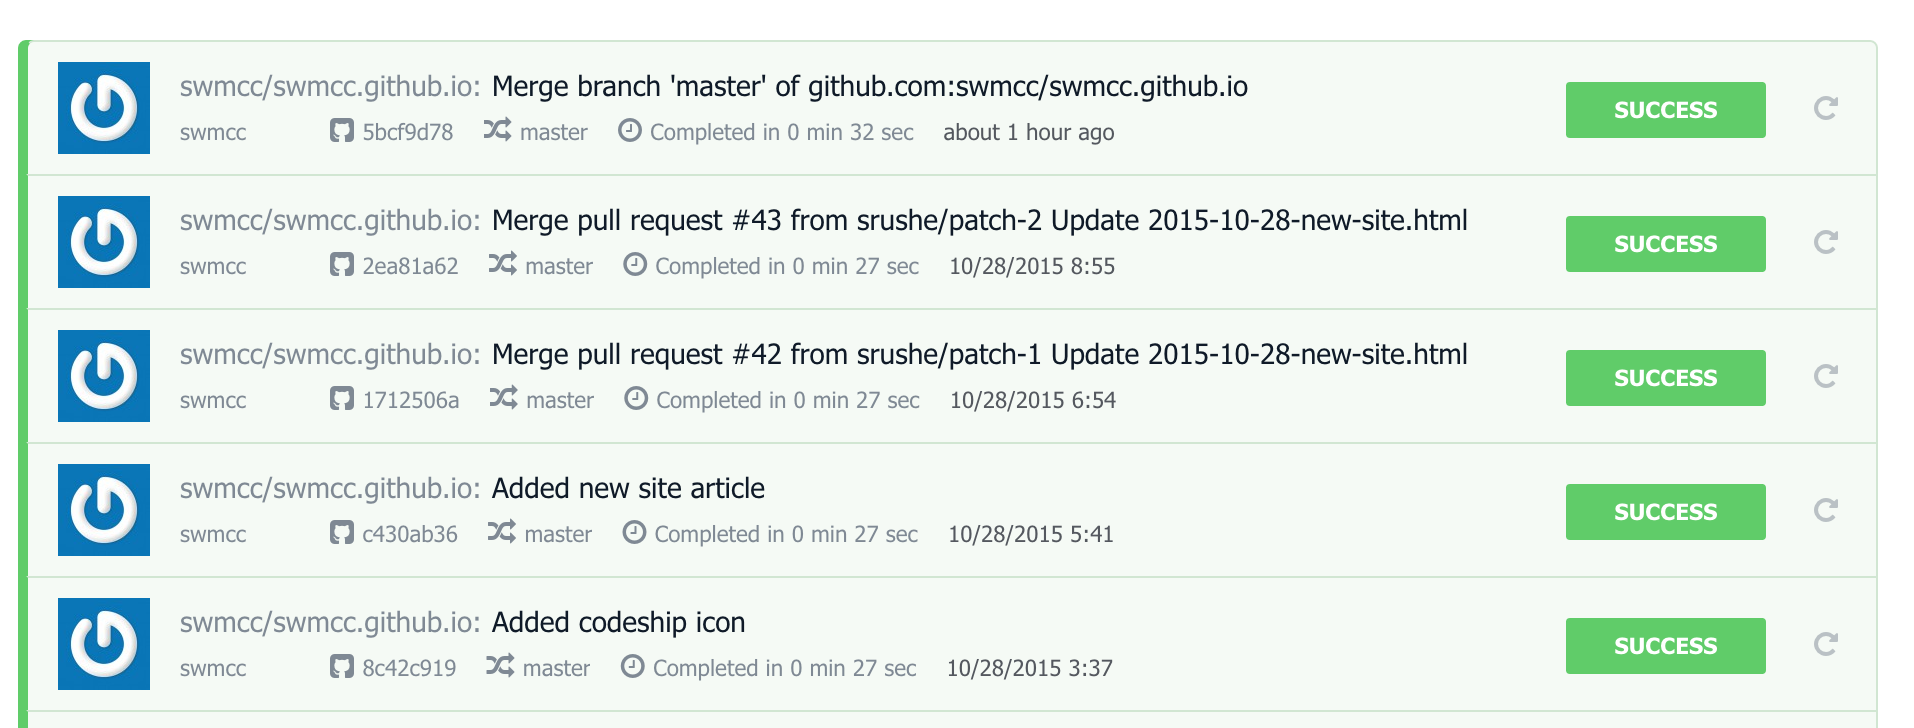 swmcc/swmcc.github.io: Merge branch 'master' of github.com:swmcc/swmcc.github.io
SUCCESS
swmcc 5bcf9d78 master Completed in 0 min 32 sec about 1 hour ago
swmcc/swmcc.github.io: Merge pull request #43 from srushe/patch-2 Update 2015-10-28-new-site.html
SUCCESS
swmcc 2ea81a62 master Completed in 0 min 27 sec 10/28/2015 8:55
swmcc/swmcc.github.io: Merge pull request #42 from srushe/patch-1 Update 2015-10-28-new-site.html
SUCCESS
swmcc 1712506a master Completed in 0 min 27 sec 10/28/2015 6:54
swmcc/swmcc.github.io: Added new site article
SUCCESS
swmcc c430ab36 master Completed in 0 min 27 sec 10/28/2015 5:41
swmcc/swmcc.github.io: Added codeship icon
SUCCESS
swmcc 8c42c919 master Completed in 0 min 27 sec 10/28/2015 3:37